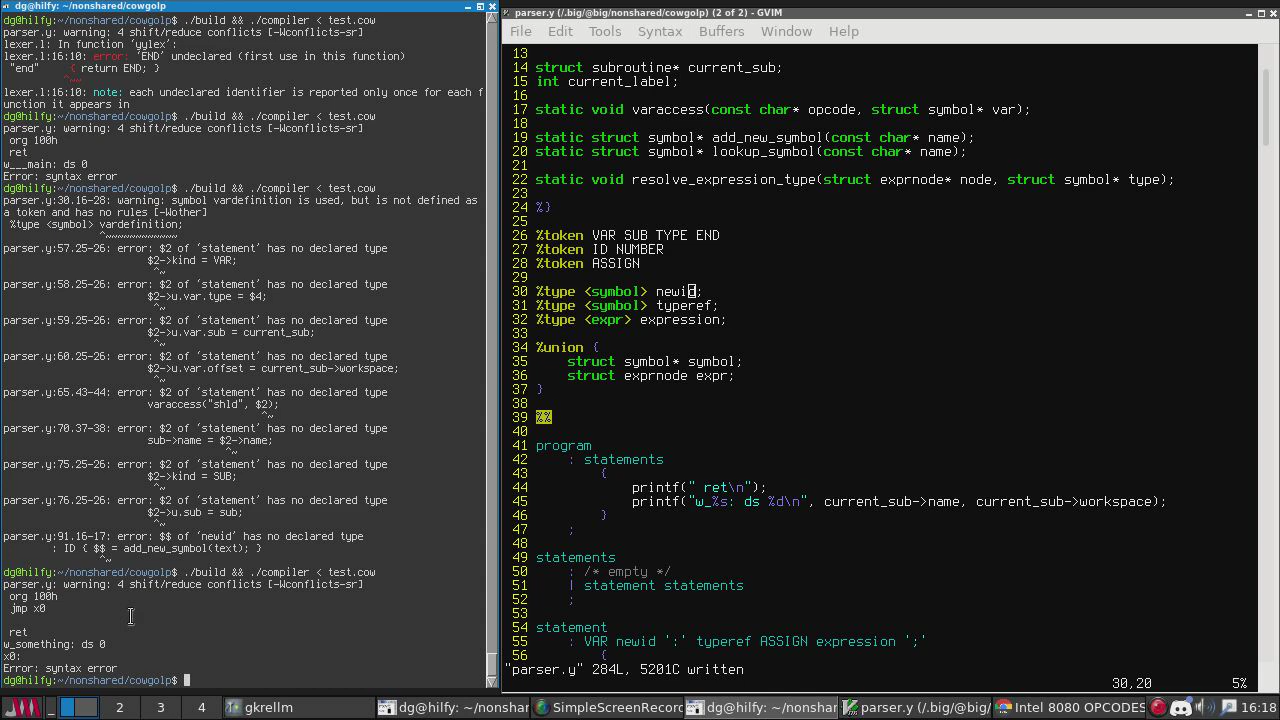 dg@hilfy: ~/nonshared/cowgolp
dg@hilfy:~/nonshared/cowgolp$ ./build && ./compiler < test.cow
parser.y: warning: 4 shift/reduce conflicts [-Wconflicts-sr]
lexer.l: In function ‘yylex’:
lexer.l:16:10: error: ‘END’ undeclared (first use in this function)
 "end"     { return END; }
          ^~~
lexer.l:16:10: note: each undeclared identifier is reported only once for each f
unction it appears in
dg@hilfy:~/nonshared/cowgolp$ ./build && ./compiler < test.cow
parser.y: warning: 4 shift/reduce conflicts [-Wconflicts-sr]
 org 100h
 ret
w___main: ds 0
Error: syntax error
dg@hilfy:~/nonshared/cowgolp$ ./build && ./compiler < test.cow
parser.y:30.16-28: warning: symbol vardefinition is used, but is not defined as
a token and has no rules [-Wother]
 %type <symbol> vardefinition;
                ^~~~~~~~~~~~~
parser.y:57.25-26: error: $2 of ‘statement’ has no declared type
                         $2->kind = VAR;
                         ^~
parser.y:58.25-26: error: $2 of ‘statement’ has no declared type
                         $2->u.var.type = $4;
                         ^~
parser.y:59.25-26: error: $2 of ‘statement’ has no declared type
                         $2->u.var.sub = current_sub;
                         ^~
parser.y:60.25-26: error: $2 of ‘statement’ has no declared type
                         $2->u.var.offset = current_sub->workspace;
                         ^~
parser.y:65.43-44: error: $2 of ‘statement’ has no declared type
                         varaccess("shld", $2);
                                           ^~
parser.y:70.37-38: error: $2 of ‘statement’ has no declared type
                         sub->name = $2->name;
                                     ^~
parser.y:75.25-26: error: $2 of ‘statement’ has no declared type
                         $2->kind = SUB;
                         ^~
parser.y:76.25-26: error: $2 of ‘statement’ has no declared type
                         $2->u.sub = sub;
                         ^~
parser.y:91.16-17: error: $$ of ‘newid’ has no declared type
         : ID { $$ = add_new_symbol(text); }
                ^~
dg@hilfy:~/nonshared/cowgolp$ ./build && ./compiler < test.cow
parser.y: warning: 4 shift/reduce conflicts [-Wconflicts-sr]
 org 100h
 jmp x0
 ret
w_something: ds 0
x0:
Error: syntax error
dg@hilfy:~/nonshared/cowgolp$
parser.y (/.big/@big/nonshared/cowgolp) (2 of 2) - GVIM
File Edit Tools Syntax Buffers Window Help
13
14 struct subroutine* current_sub;
15 int current_label;
16
17 static void varaccess(const char* opcode, struct symbol* var);
18
19 static struct symbol* add_new_symbol(const char* name);
20 static struct symbol* lookup_symbol(const char* name);
21
22 static void resolve_expression_type(struct exprnode* node, struct symbol* type);
23
24 %}
25
26 %token VAR SUB TYPE END
27 %token ID NUMBER
28 %token ASSIGN
29
30 %type <symbol> newid;
31 %type <symbol> typeref;
32 %type <expr> expression;
33
34 %union {
35     struct symbol* symbol;
36     struct exprnode expr;
37 }
38
39 %%
40
41 program
42     : statements
43         {
44             printf(" ret\n");
45             printf("w_%s: ds %d\n", current_sub->name, current_sub->workspace);
46         }
47     ;
48
49 statements
50     : /* empty */
51     | statement statements
52     ;
53
54 statement
55     : VAR newid ':' typeref ASSIGN expression ';'
56         {
"parser.y" 284L, 5201C written
30,20 5%
2 3 4 gkrellm dg@hilfy: ~/nonshar SimpleScreenRecor dg@hilfy: ~/nonshar parser.y (/.big/@big/ Intel 8080 OPCODES 16:18